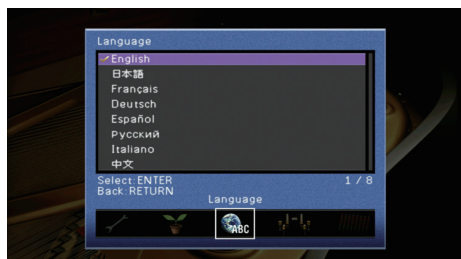 Language
English
日本語
Français
Deutsch
Español
Русский
Italiano
中文
Select: ENTER
1 / 8
Back: RETURN
Language
ABC